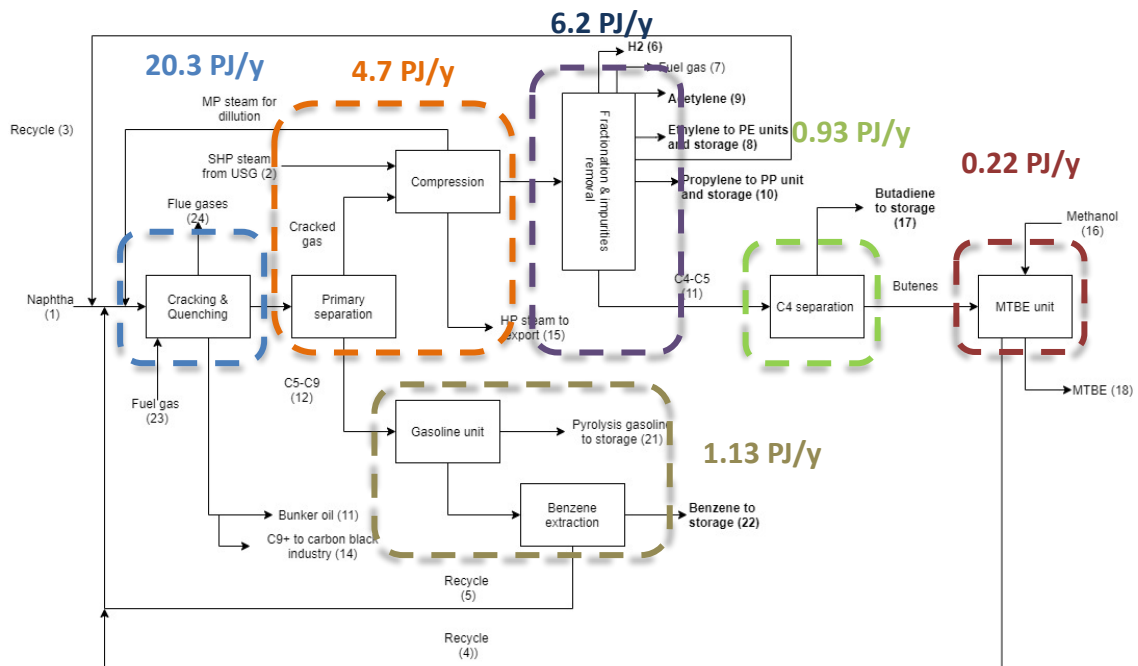 6.2 PJ/y
H2 (6)
20.3 PJ/y
4.7 PJ/y
Fuel gas (7)
MP steam for
dillution
Acetylene (9)
Recycle (3)
Ethylene to PE units
and storage (8)
0.93 PJ/y
SHP steam
from USG (2)
Compression
Fractionation & impurities
removal
Propylene to PP unit
and storage (10)
0.22 PJ/y
Flue gases
(24)
Cracked
gas
Butadiene
to storage
(17)
Methanol
(16)
Naphtha
(1)
Cracking &
Quenching
Primary
separation
C4-C5
(11)
C4 separation
Butenes
MTBE unit
HP steam to
export (15)
Fuel gas
(23)
C5-C9
(12)
MTBE (18)
Gasoline unit
Pyrolysis gasoline
to storage (21)
1.13 PJ/y
Bunker oil (11)
Benzene
extraction
Benzene to
storage (22)
C9+ to carbon black
industry (14)
Recycle
(5)
Recycle
(4))